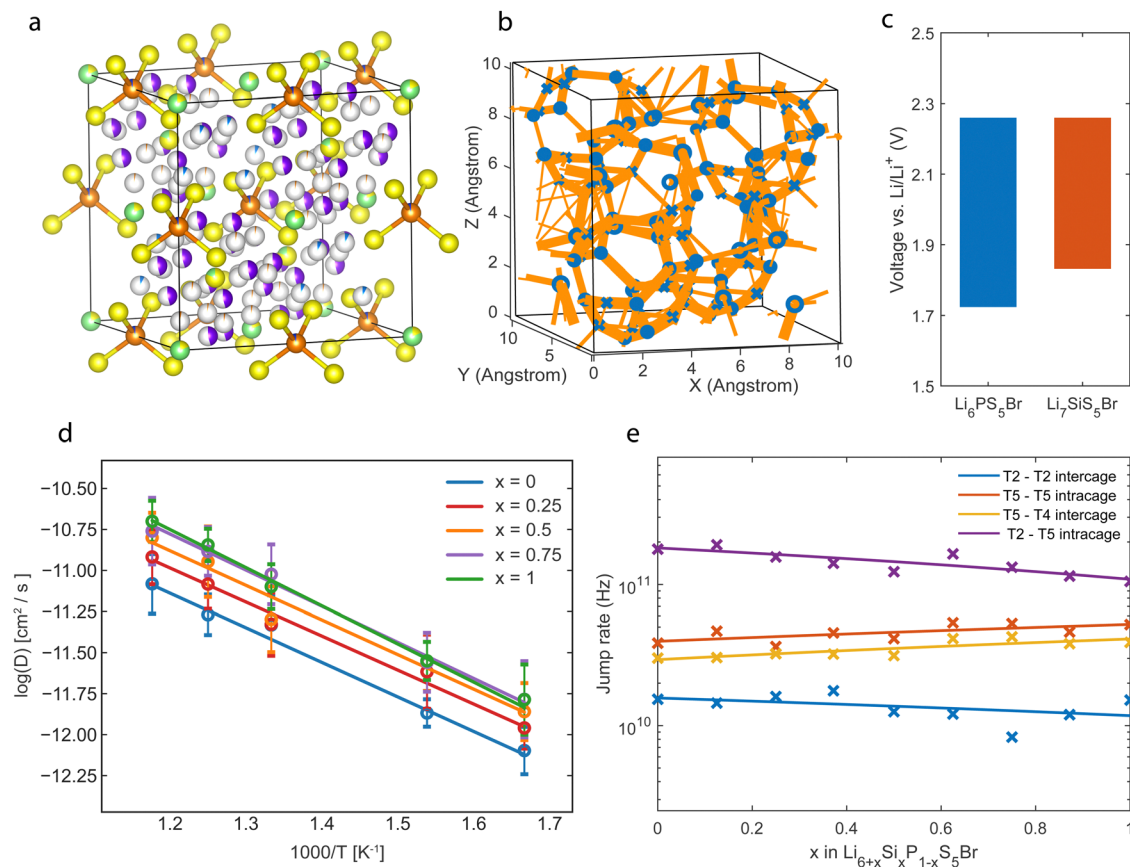 a
b
c
10
8
6
4
2
0
Z (Angstrom)
10
5
0
Y (Angstrom)
0
2
4
6
8
10
X (Angstrom)
2.5
2.3
2.1
1.9
1.7
1.5
Voltage vs. Li/Li⁺ (V)
Li₆PS₅Br
Li₇SiS₅Br
d
−10.50
−10.75
−11.00
−11.25
−11.50
−11.75
−12.00
−12.25
log(D) [cm² / s]
x = 0
x = 0.25
x = 0.5
x = 0.75
x = 1
1.2
1.3
1.4
1.5
1.6
1.7
1000/T [K⁻¹]
e
T2 - T2 intercage
T5 - T5 intracage
T5 - T4 intercage
T2 - T5 intracage
10¹¹
10¹⁰
Jump rate (Hz)
0
0.2
0.4
0.6
0.8
1
x in Li₆₊ₓSiₓP₁₋ₓS₅Br